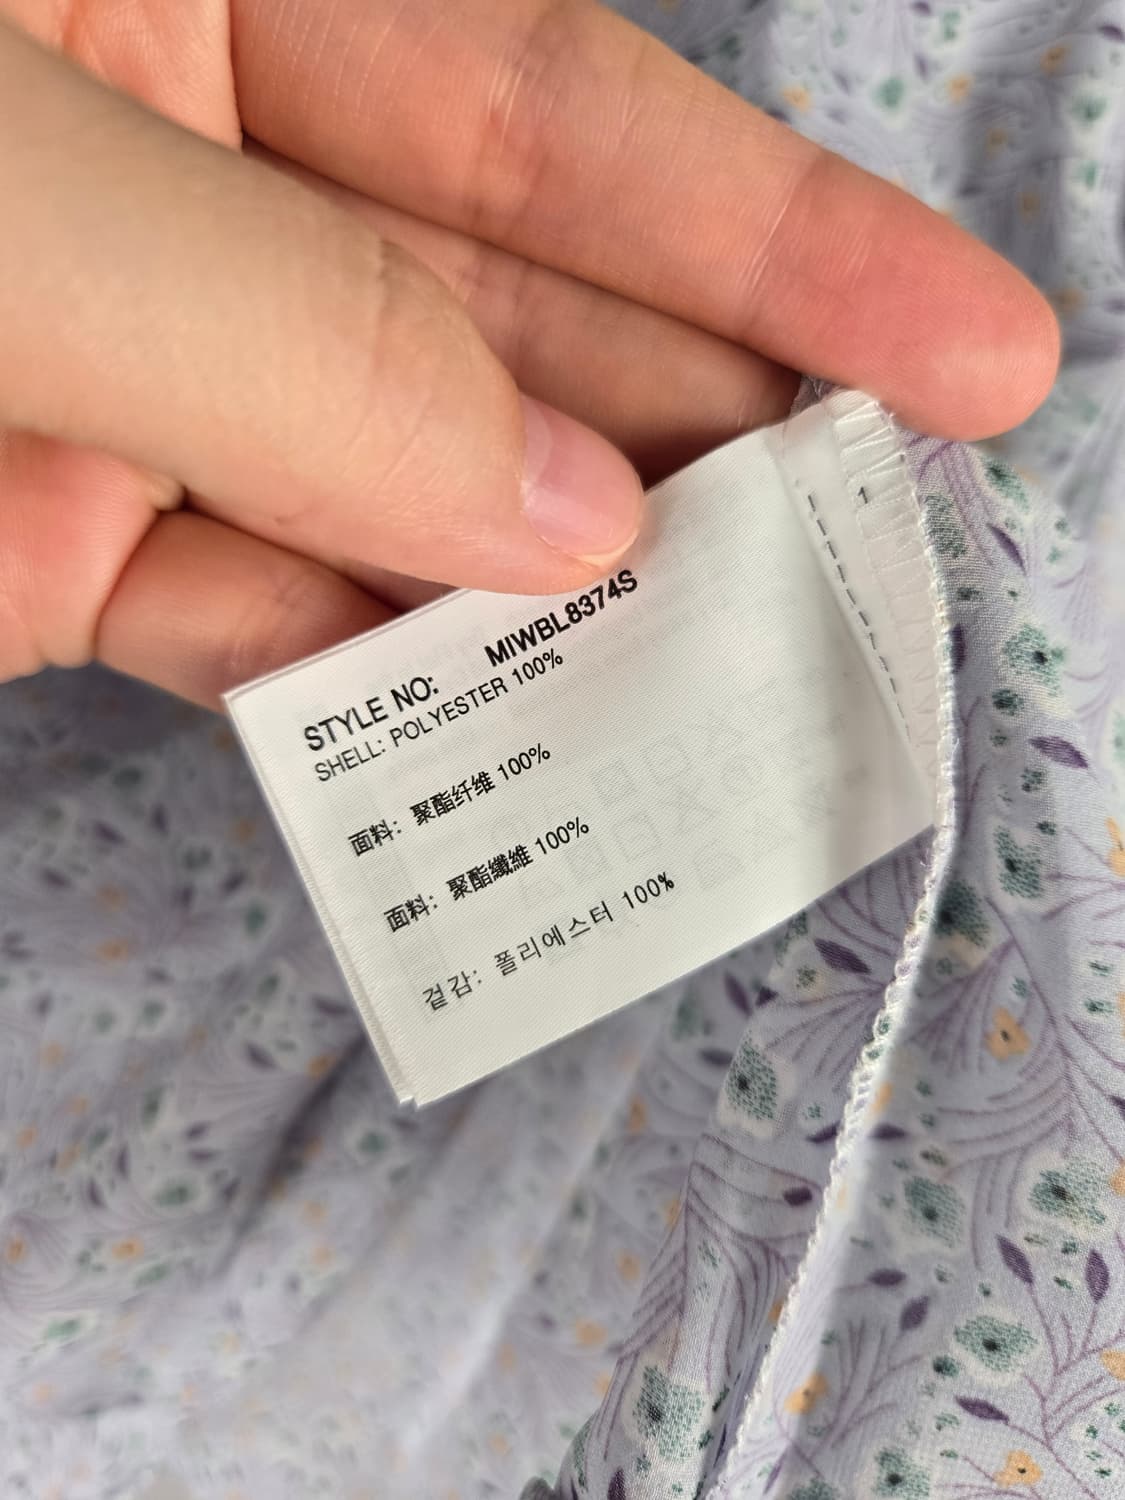 STYLE NO: MIWBL8374S
SHELL: POLYESTER 100%
面料: 聚酯纤维 100%
面料: 聚酯纖維 100%
겉감: 폴리에스터 100%
1